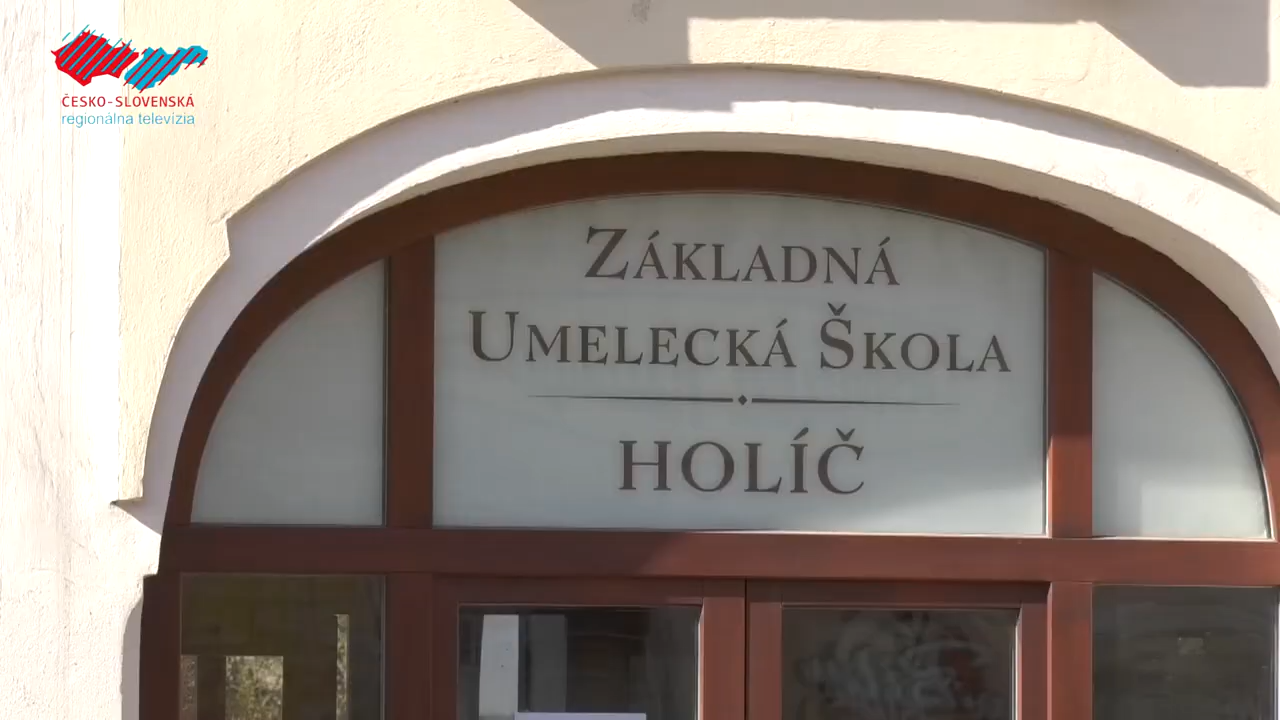 ČESKO-SLOVENSKÁ
regionálna televízia
ZÁKLADNÁ
UMELECKÁ ŠKOLA
HOLÍČ